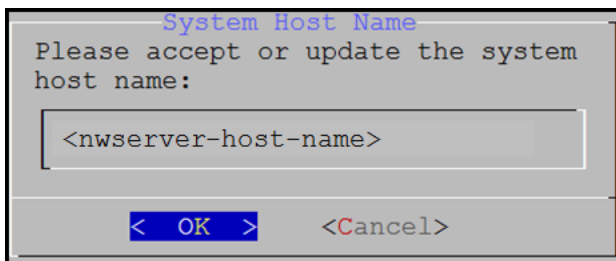 System Host Name
Please accept or update the system
host name:
<nwserver-host-name>
< OK > <Cancel>